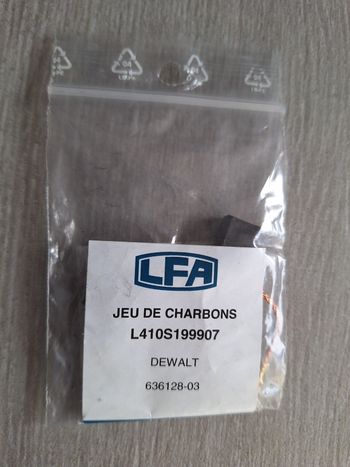 LFA
JEU DE CHARBONS
L410S199907
DEWALT
636128-03